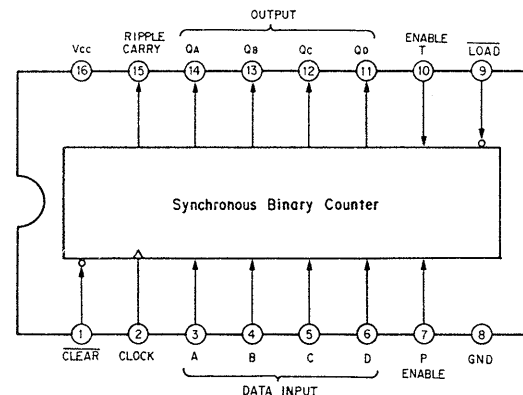 OUTPUT
Vcc RIPPLE CARRY QA QB QC QD ENABLE T LOAD
16 15 14 13 12 11 10 9
Synchronous Binary Counter
1 2 3 4 5 6 7 8
CLEAR CLOCK A B C D P ENABLE GND
DATA INPUT